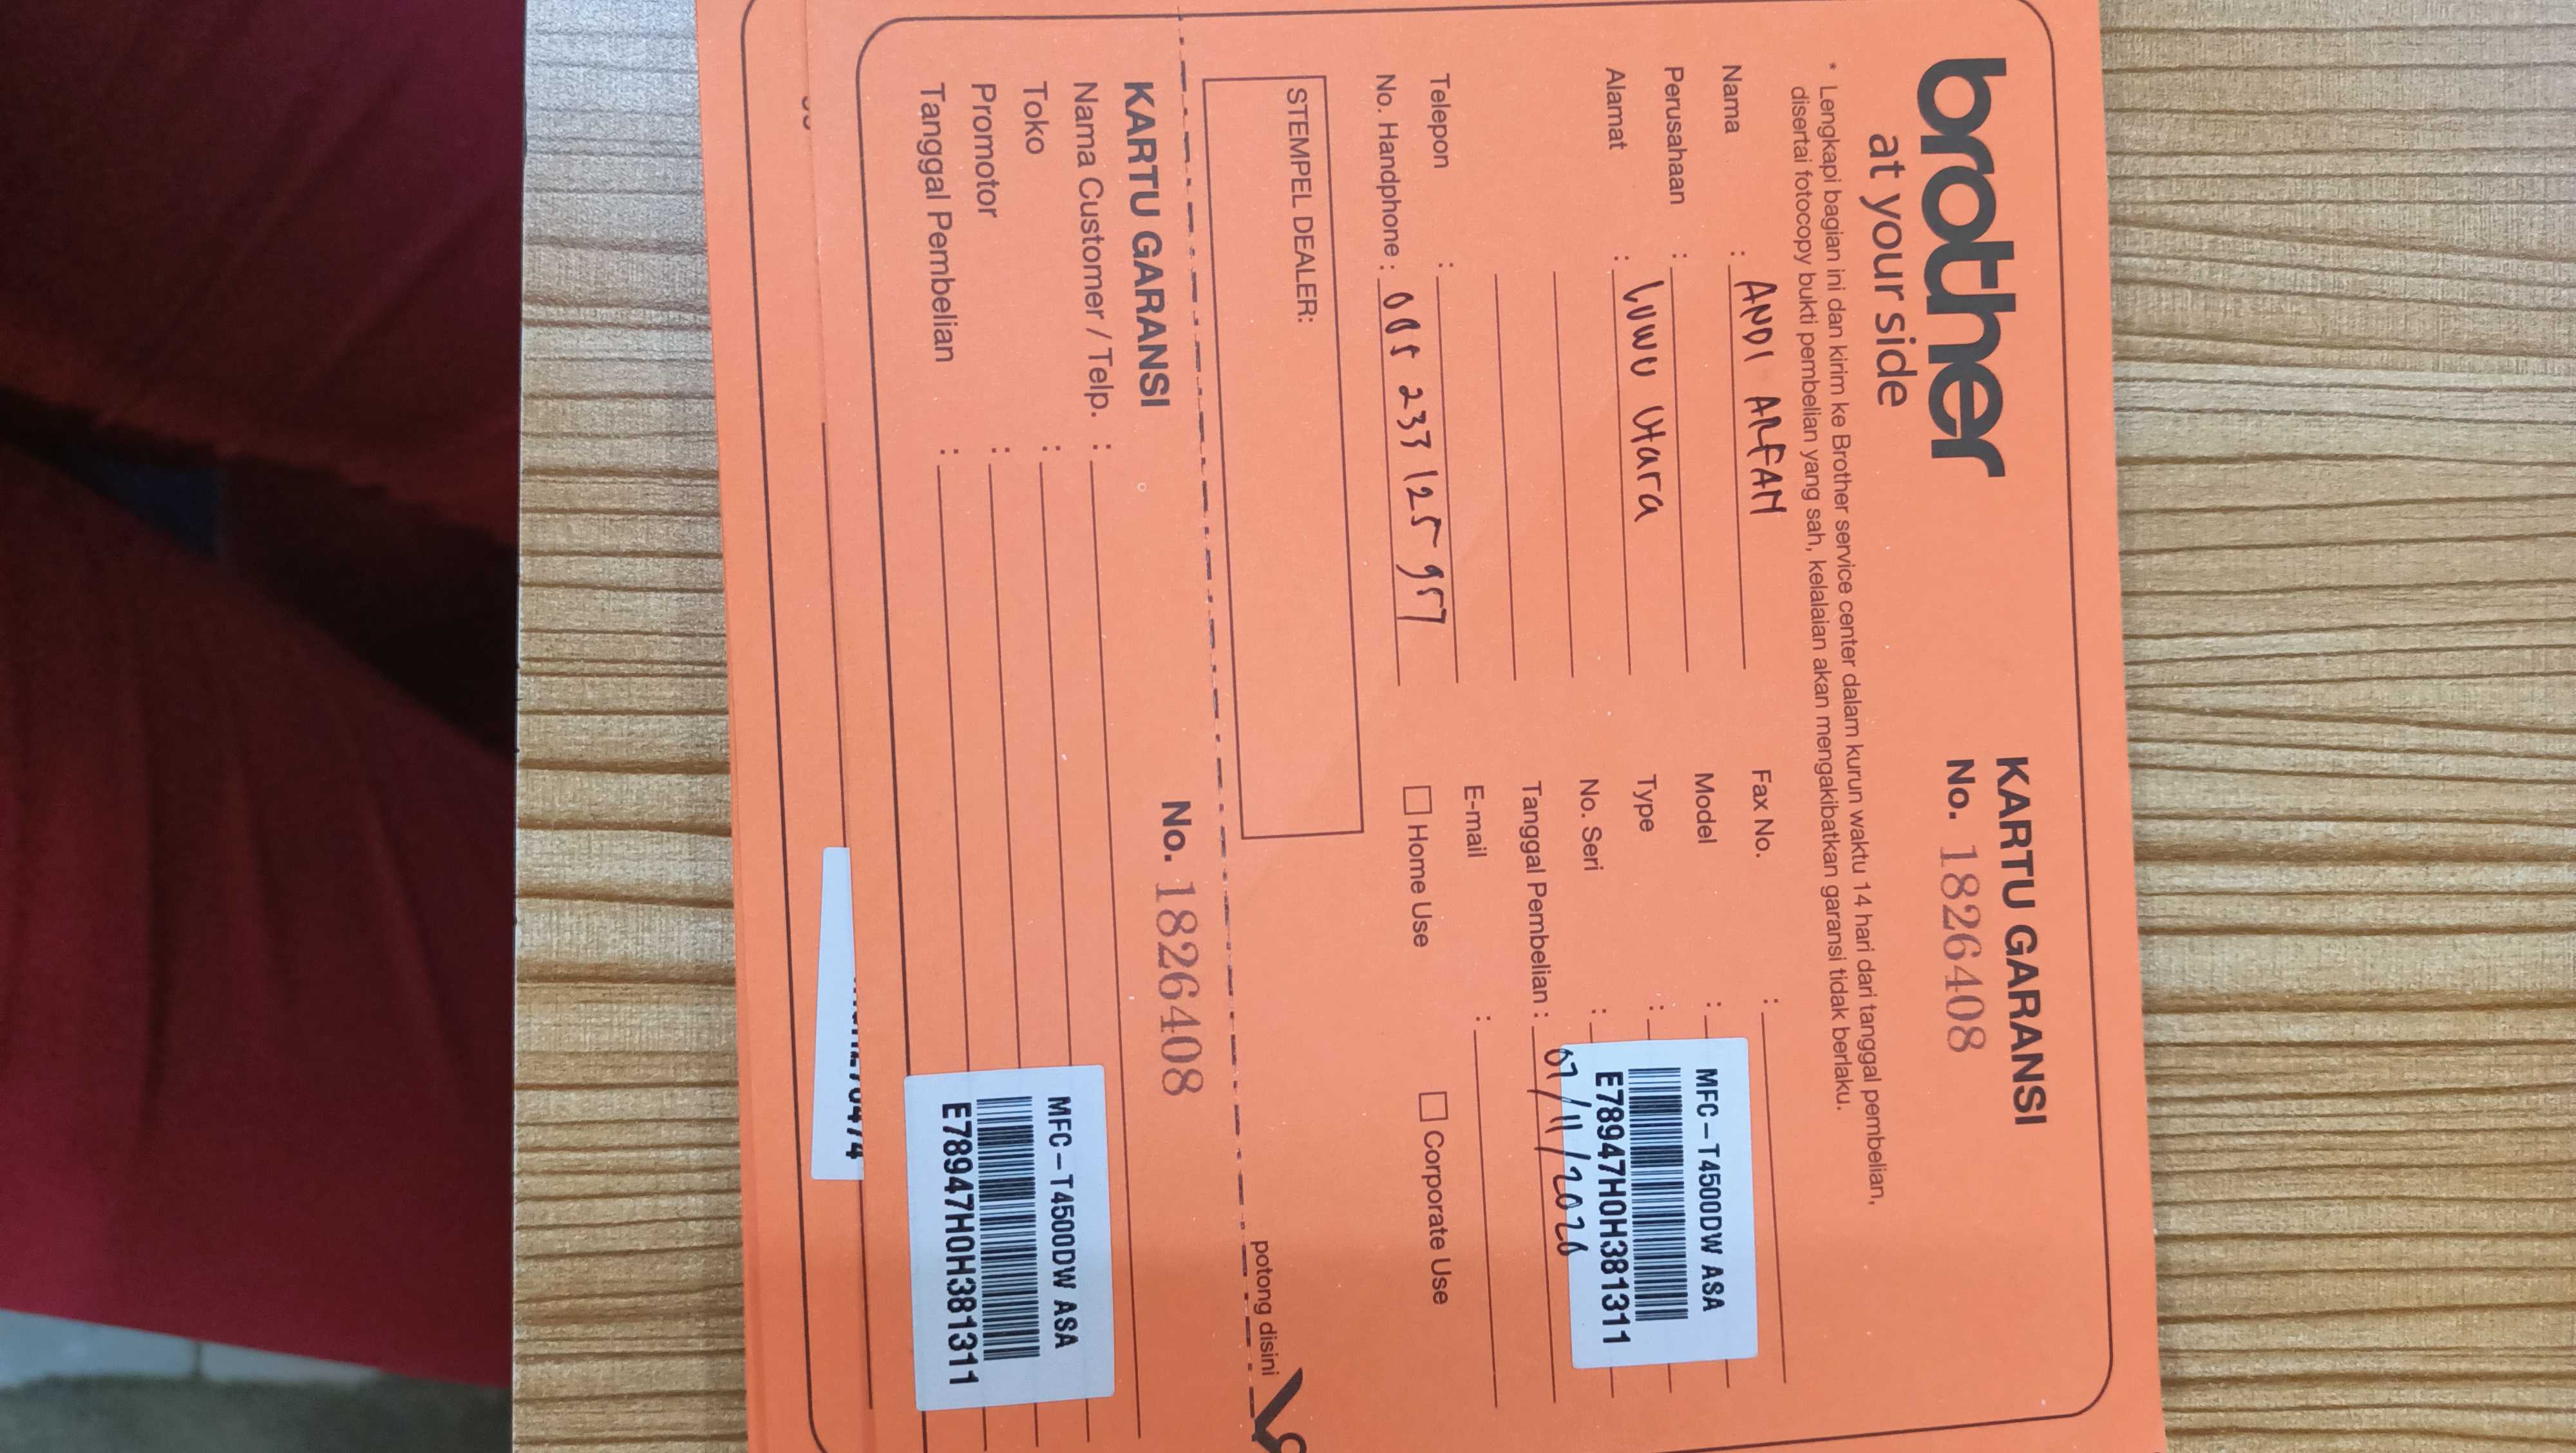 brother
at your side
KARTU GARANSI
No. 1826408
* Lengkapi bagian ini dan kirim ke Brother service center dalam kurun waktu 14 hari dari tanggal pembelian,
disertai fotocopy bukti pembelian yang sah, kelalaian akan mengakibatkan garansi tidak berlaku.
Nama : ANDI ARFAH
Perusahaan :
Alamat : Luwu Utara
Telepon :
No. Handphone : 085 233 125 957
Fax No. :
Model :
Type :
No. Seri :
MFC-T4500DW ASA
E78947H0H381311
Tanggal Pembelian : 07/11/2020
E-mail :
Home Use
Corporate Use
STEMPEL DEALER:
potong disini
KARTU GARANSI
No. 1826408
Nama Customer / Telp. :
Toko :
Promotor :
Tanggal Pembelian :
MFC-T4500DW ASA
E78947H0H381311